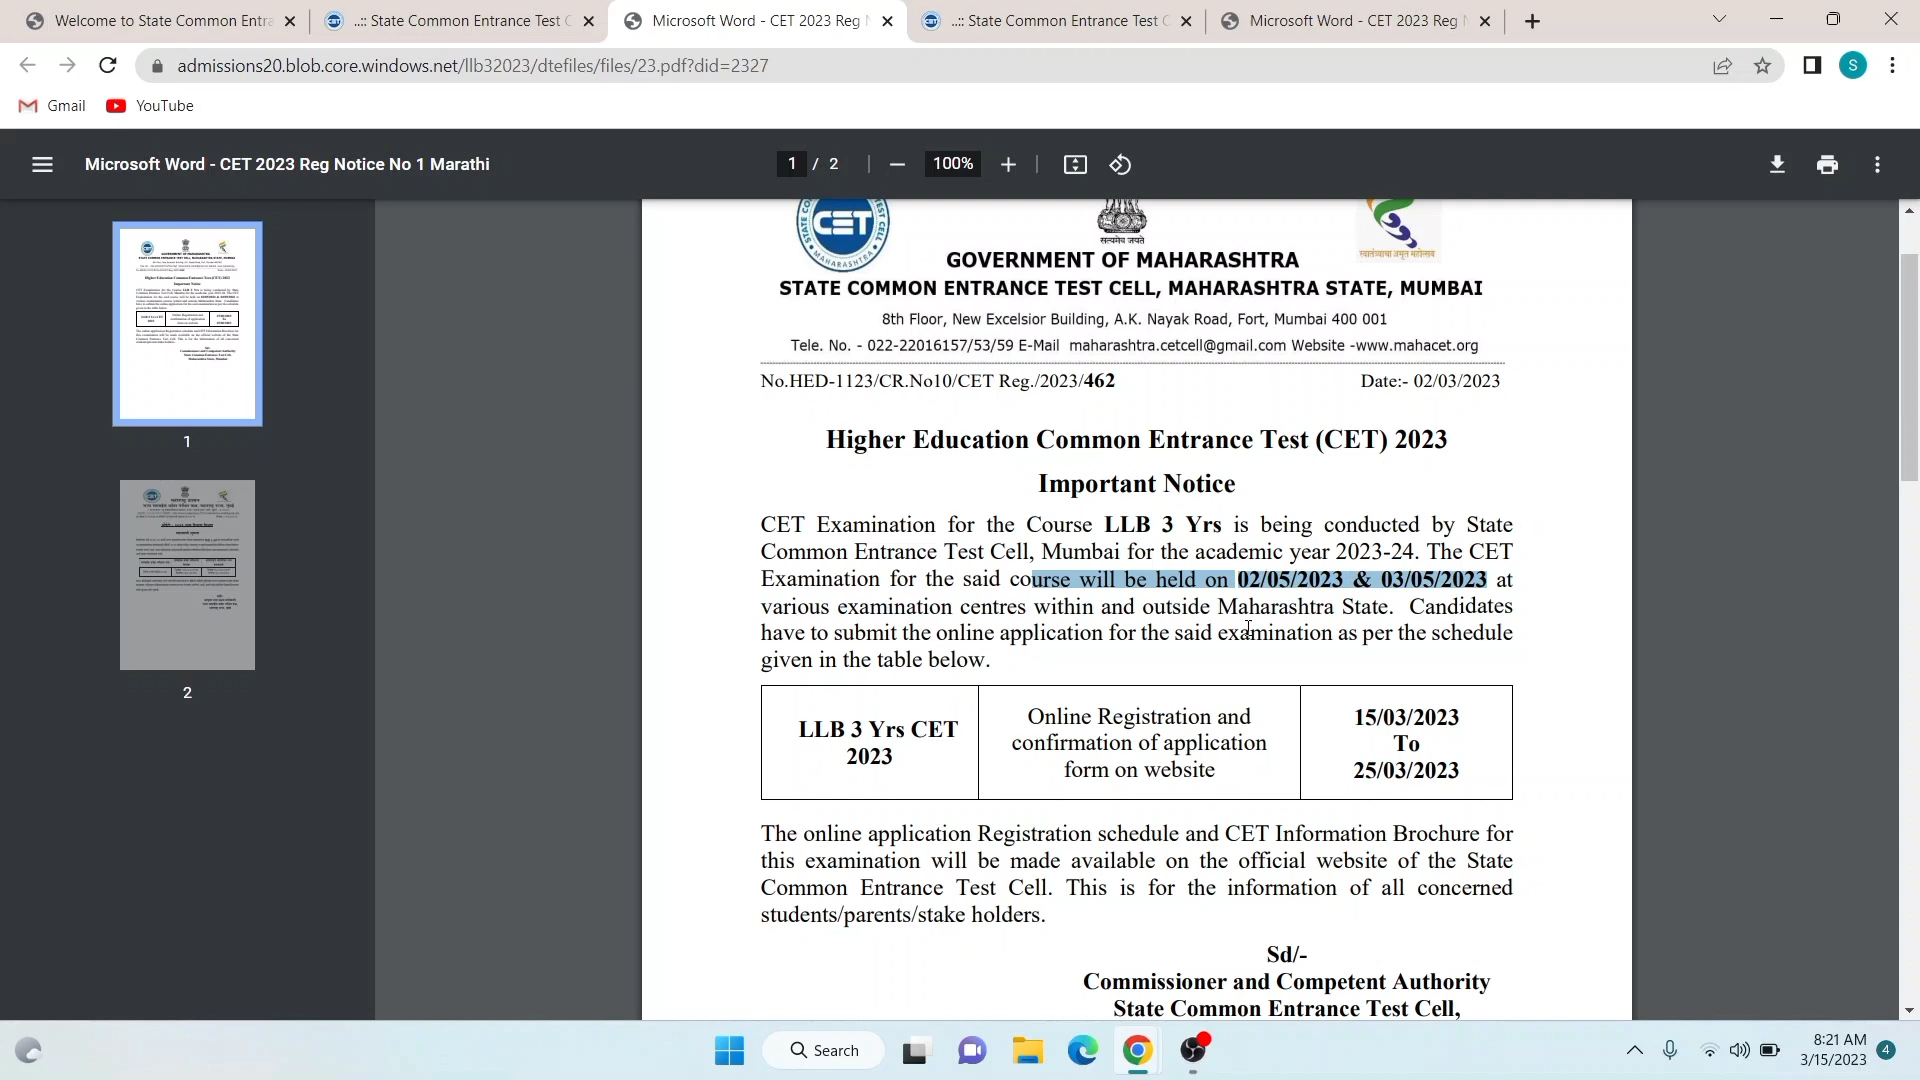 Welcome to State Common Entra
..:: State Common Entrance Test C
Microsoft Word - CET 2023 Reg N
..:: State Common Entrance Test C
Microsoft Word - CET 2023 Reg N
admissions20.blob.core.windows.net/llb32023/dtefiles/files/23.pdf?did=2327
S
Gmail
YouTube
Microsoft Word - CET 2023 Reg Notice No 1 Marathi
1 / 2
100%
CET
MAHARASHTRA
सत्यमेव जयते
GOVERNMENT OF MAHARASHTRA
STATE COMMON ENTRANCE TEST CELL, MAHARASHTRA STATE, MUMBAI
8th Floor, New Excelsior Building, A.K. Nayak Road, Fort, Mumbai 400 001
Tele. No. - 022-22016157/53/59 E-Mail maharashtra.cetcell@gmail.com Website -www.mahacet.org
No.HED-1123/CR.No10/CET Reg./2023/462
Date:- 02/03/2023
Higher Education Common Entrance Test (CET) 2023
Important Notice
CET Examination for the Course LLB 3 Yrs is being conducted by State
Common Entrance Test Cell, Mumbai for the academic year 2023-24. The CET
Examination for the said course will be held on 02/05/2023 & 03/05/2023 at
various examination centres within and outside Maharashtra State. Candidates
have to submit the online application for the said examination as per the schedule
given in the table below.
LLB 3 Yrs CET
2023
Online Registration and
confirmation of application
form on website
15/03/2023
To
25/03/2023
The online application Registration schedule and CET Information Brochure for
this examination will be made available on the official website of the State
Common Entrance Test Cell. This is for the information of all concerned
students/parents/stake holders.
Sd/-
Commissioner and Competent Authority
State Common Entrance Test Cell,
1
2
Search
8:21 AM
3/15/2023
4